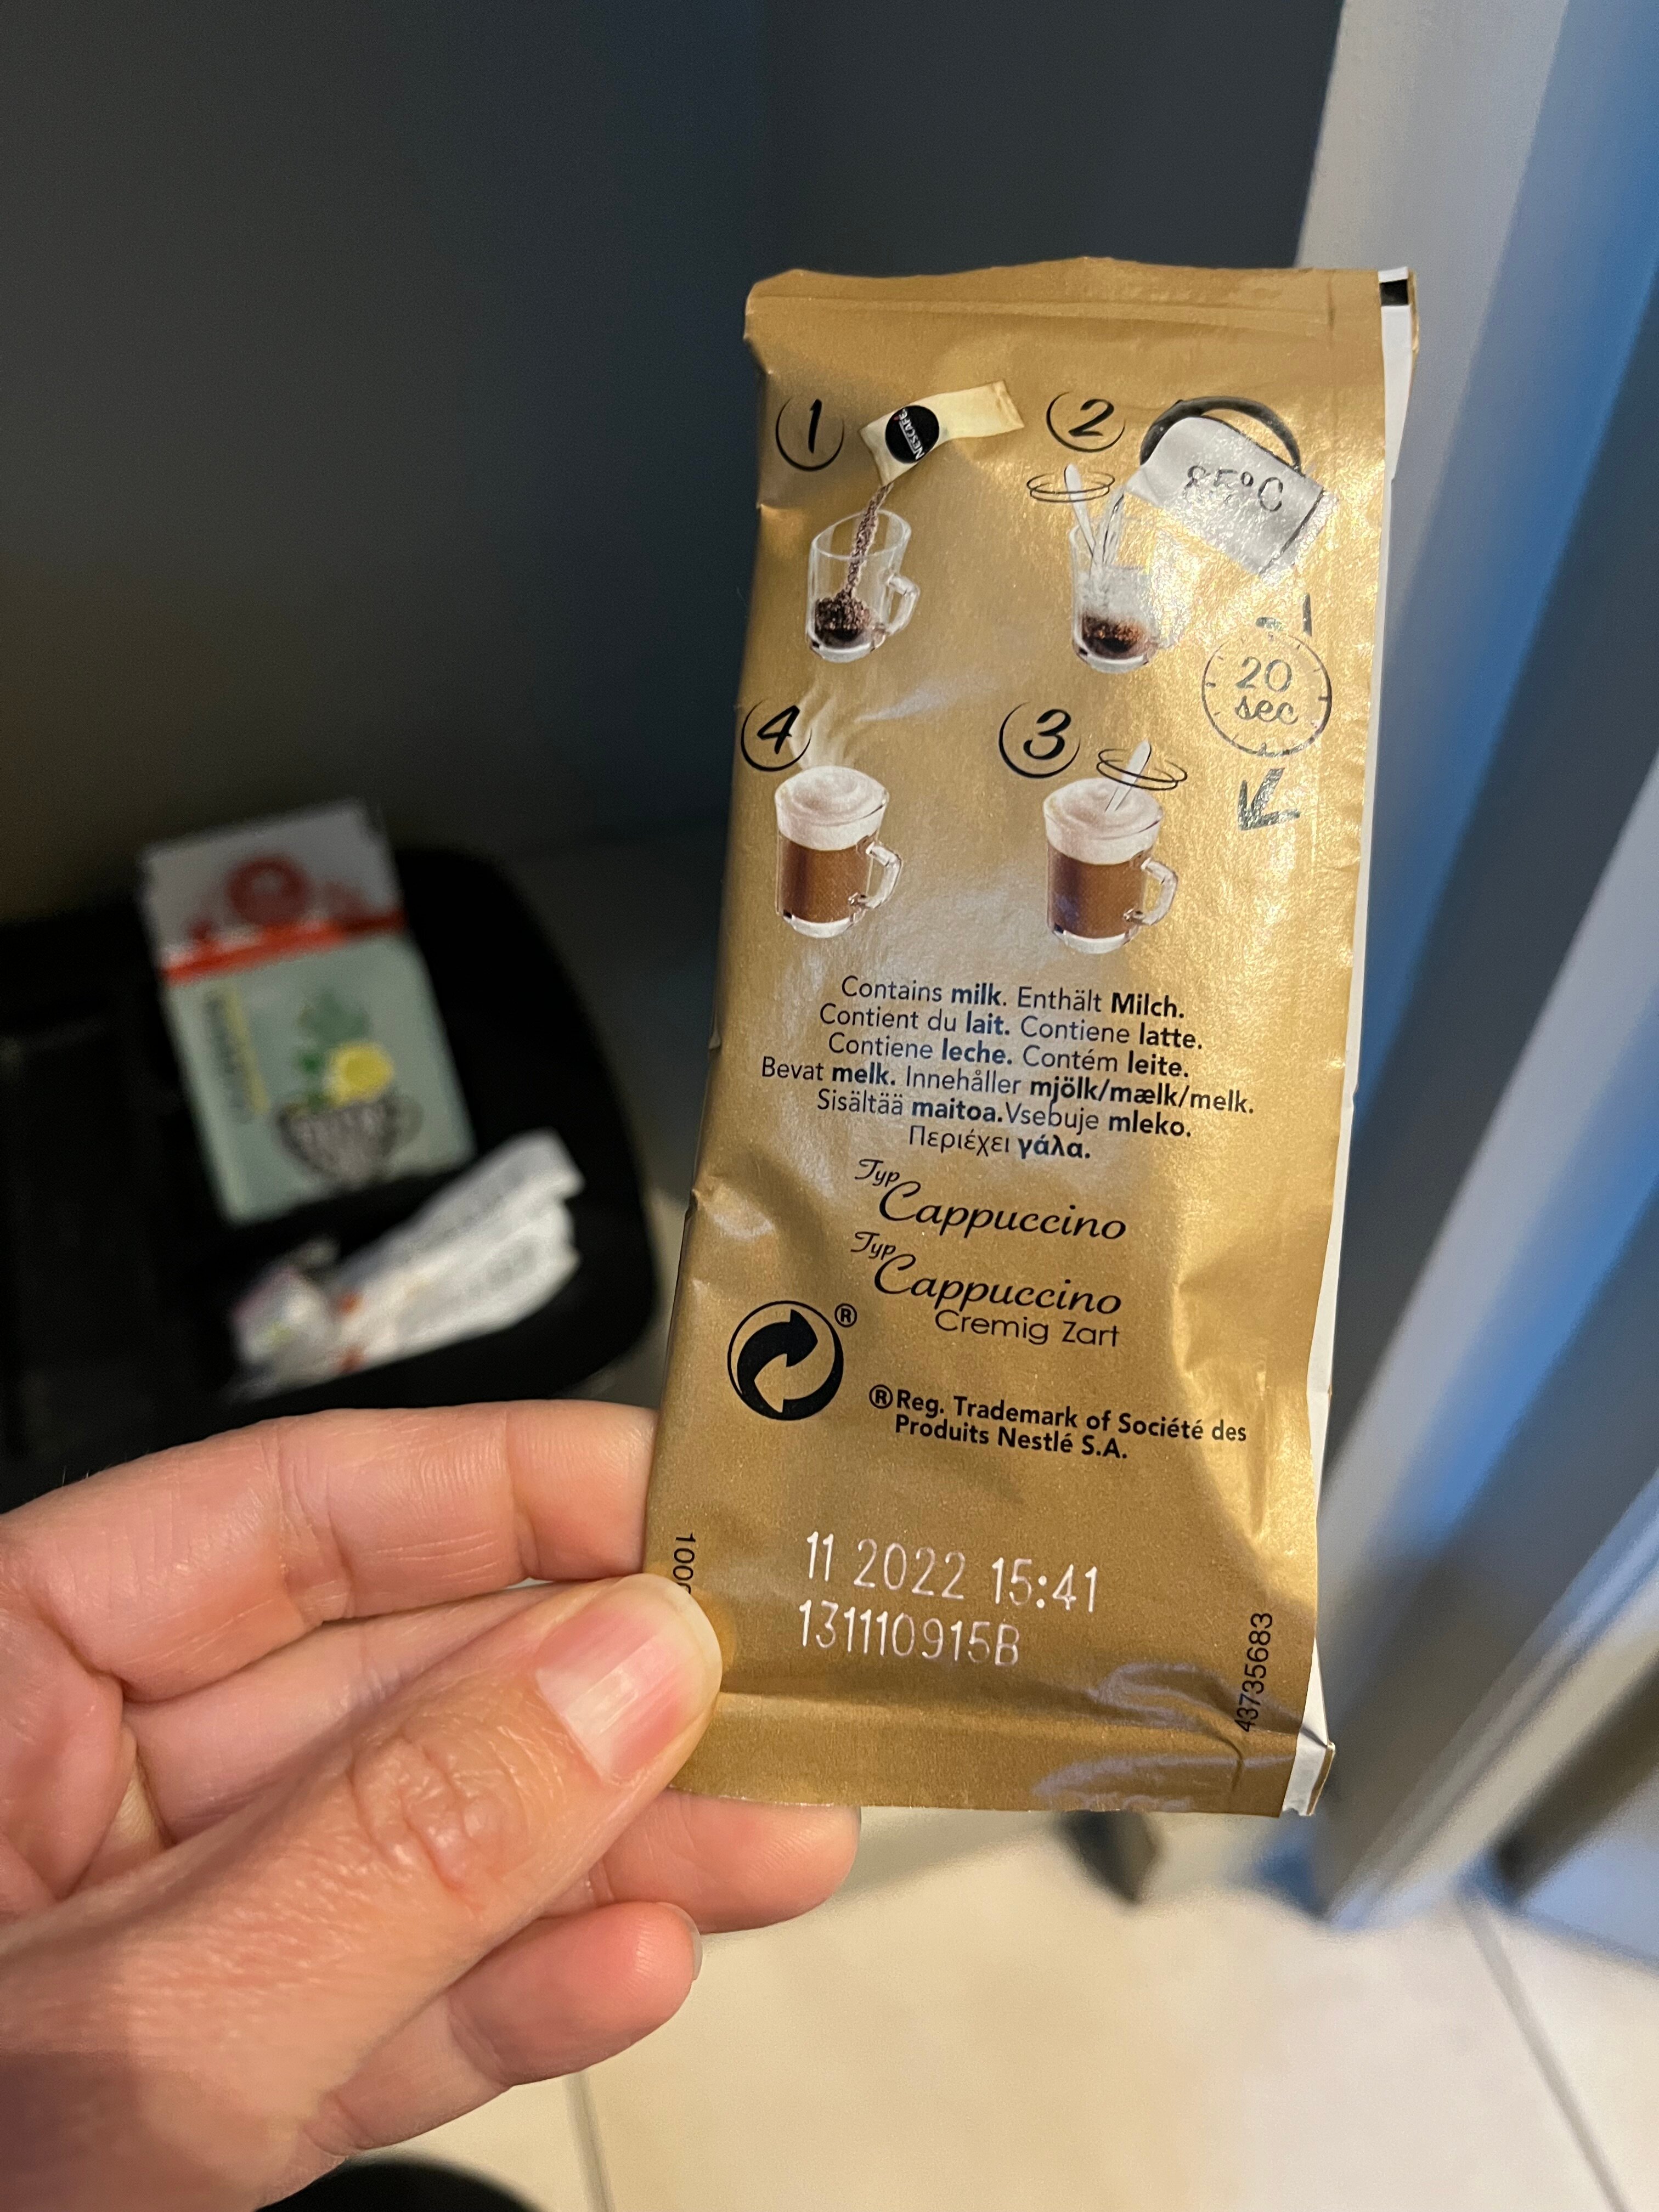 1
NESCAFÉ
2
85°C
20
sec
4
3
Contains milk. Enthält Milch.
Contient du lait. Contiene latte.
Contiene leche. Contém leite.
Bevat melk. Innehåller mjölk/mælk/melk.
Sisältää maitoa.Vsebuje mleko.
Περιέχει γάλα.
Typ
Cappuccino
Typ
Cappuccino
Cremig Zart
®
®Reg. Trademark of Société des
Produits Nestlé S.A.
11 2022 15:41
131110915B
43735683